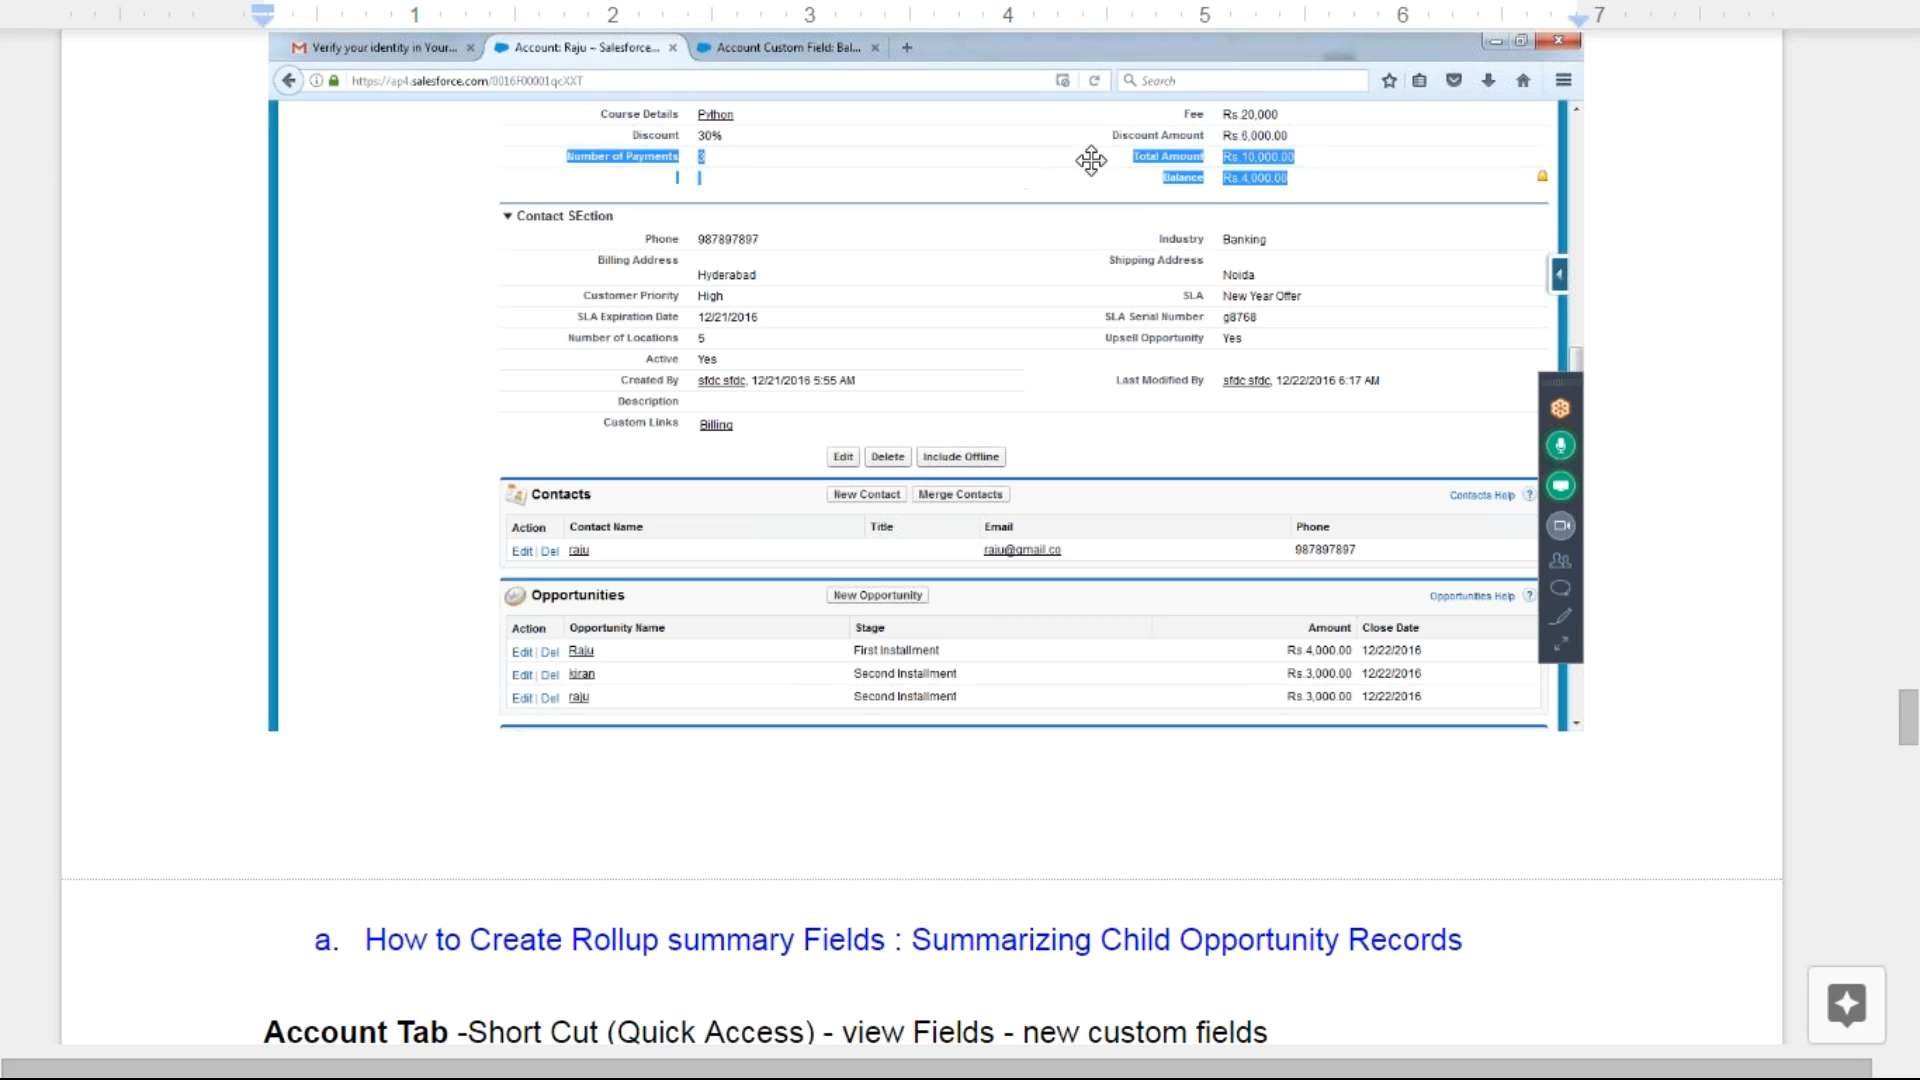 1 2 3 4 5 6 7
Verify your identity in Your... × Account: Raju ~ Salesforce... × Account Custom Field: Bal... × +
https://ap4.salesforce.com/0016F00001qcXXT Search
Course Details Python Fee Rs.20,000
Discount 30% Discount Amount Rs.6,000.00
Number of Payments 3 Total Amount Rs.10,000.00
Balance Rs.4,000.00
Contact SEction
Phone 987897897 Industry Banking
Billing Address Shipping Address
Hyderabad Noida
Customer Priority High SLA New Year Offer
SLA Expiration Date 12/21/2016 SLA Serial Number g8768
Number of Locations 5 Upsell Opportunity Yes
Active Yes
Created By sfdc sfdc, 12/21/2016 5:55 AM Last Modified By sfdc sfdc, 12/22/2016 6:17 AM
Description
Custom Links Billing
Edit Delete Include Offline
Contacts New Contact Merge Contacts Contacts Help ?
Action Contact Name Title Email Phone
Edit | Del raju raju@gmail.co 987897897
Opportunities New Opportunity Opportunities Help ?
Action Opportunity Name Stage Amount Close Date
Edit | Del Raju First Installment Rs.4,000.00 12/22/2016
Edit | Del kiran Second Installment Rs.3,000.00 12/22/2016
Edit | Del raju Second Installment Rs.3,000.00 12/22/2016
a. How to Create Rollup summary Fields : Summarizing Child Opportunity Records
Account Tab -Short Cut (Quick Access) - view Fields - new custom fields